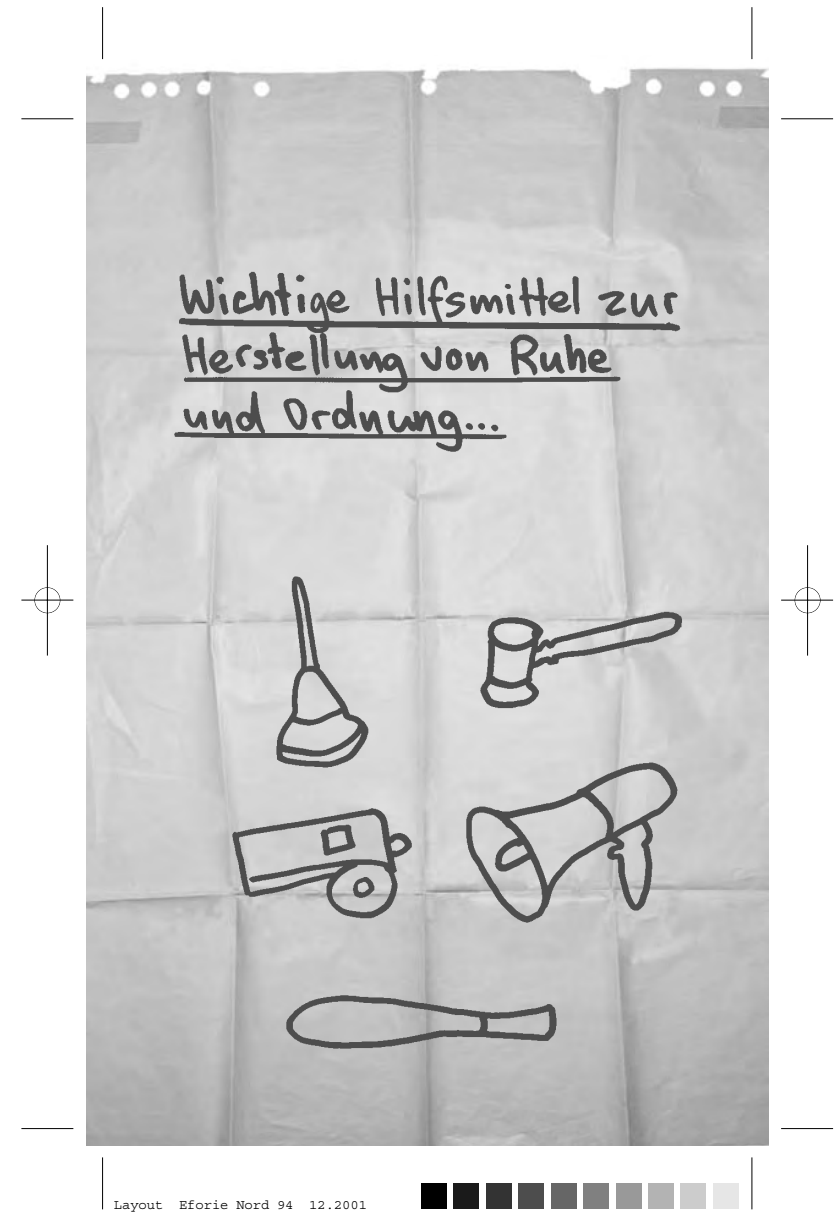 Wichtige Hilfsmittel zur
Herstellung von Ruhe
und Ordnung...
Layout Eforie Nord 94 12.2001